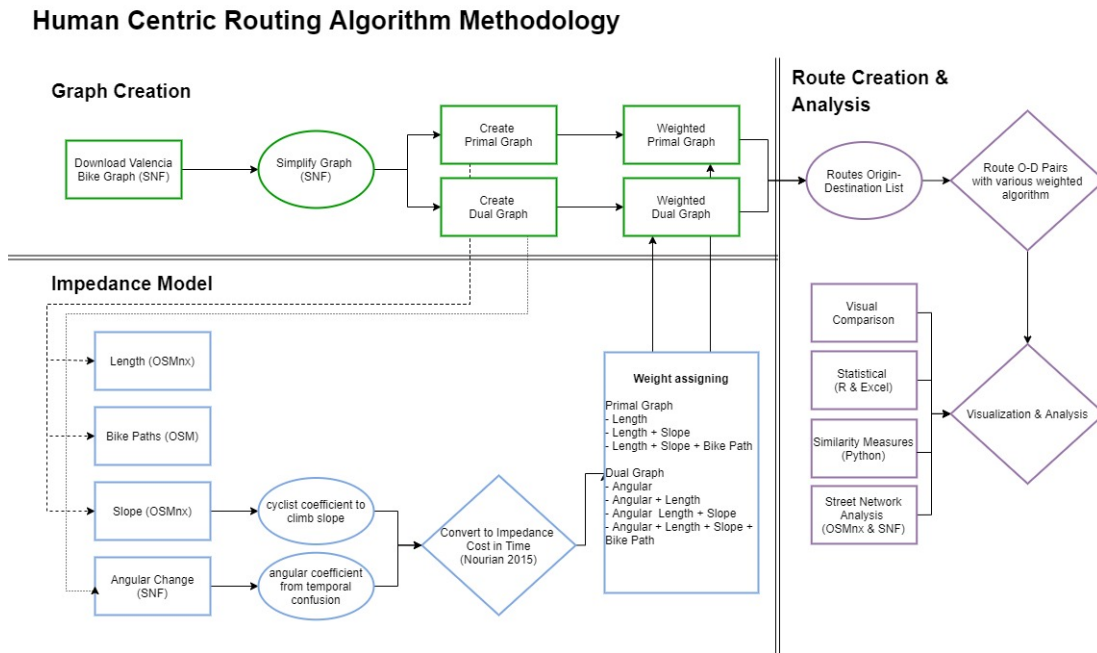 Human Centric Routing Algorithm Methodology
Graph Creation
Download Valencia
Bike Graph (SNF)
Simplify Graph
(SNF)
Create
Primal Graph
Weighted
Primal Graph
Create
Dual Graph
Weighted
Dual Graph
Route Creation &
Analysis
Routes Origin-
Destination List
Route O-D Pairs
with various weighted
algorithm
Visual
Comparison
Statistical
(R & Excel)
Similarity Measures
(Python)
Street Network
Analysis
(OSMnx & SNF)
Visualization & Analysis
Impedance Model
Length (OSMnx)
Bike Paths (OSM)
Slope (OSMnx)
Angular Change
(SNF)
cyclist coefficient to
climb slope
angular coefficient
from temporal
confusion
Convert to Impedance
Cost in Time
(Nourian 2015)
Weight assigning
Primal Graph
- Length
- Length + Slope
- Length + Slope + Bike Path
Dual Graph
- Angular
- Angular + Length
- Angular Length + Slope
- Angular + Length + Slope +
Bike Path